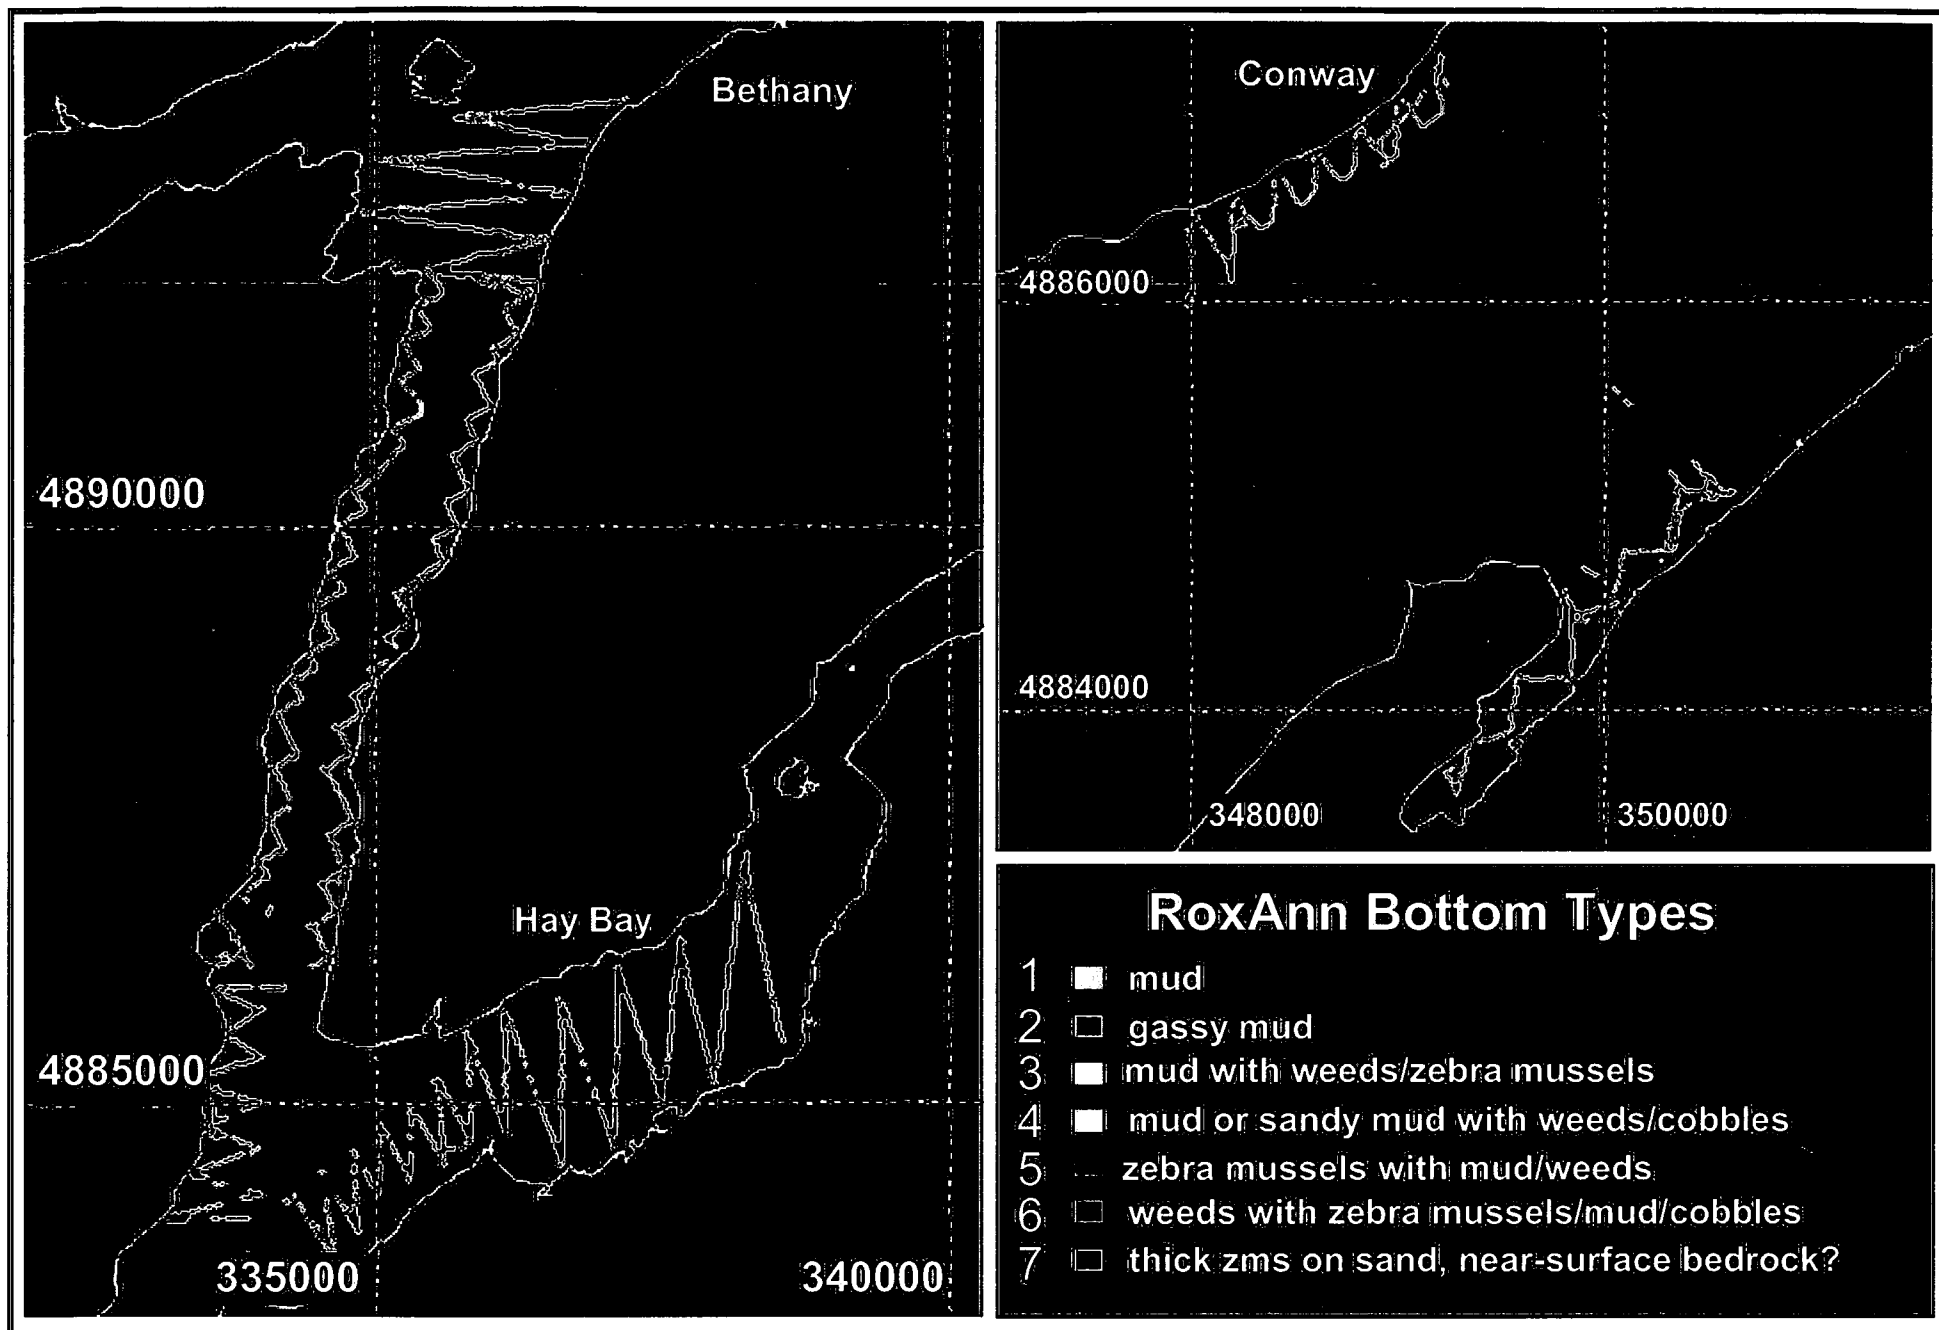 Bethany
4890000
Hay Bay
4885000
335000
340000
Conway
4886000
4884000
348000
350000
RoxAnn Bottom Types
1 mud
2 gassy mud
3 mud with weeds/zebra mussels
4 mud or sandy mud with weeds/cobbles
5 zebra mussels with mud/weeds
6 weeds with zebra mussels/mud/cobbles
7 thick zms on sand, near-surface bedrock?